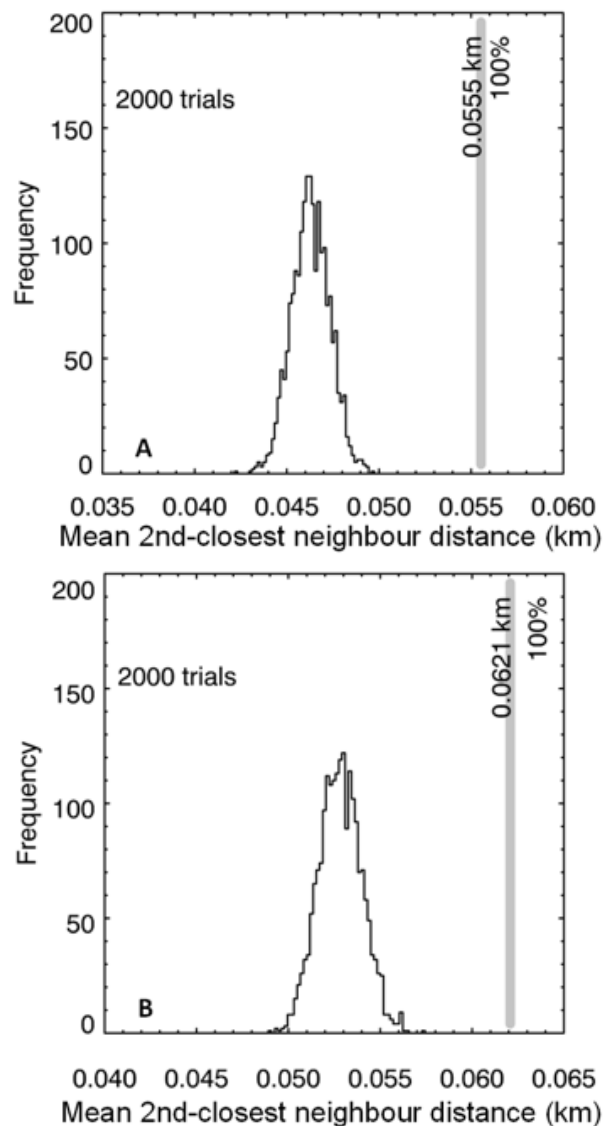 200
150
100
50
0
Frequency
2000 trials
0.0555 km
100%
A
0.035 0.040 0.045 0.050 0.055 0.060
Mean 2nd-closest neighbour distance (km)
200
150
100
50
0
Frequency
2000 trials
0.0621 km
100%
B
0.040 0.045 0.050 0.055 0.060 0.065
Mean 2nd-closest neighbour distance (km)